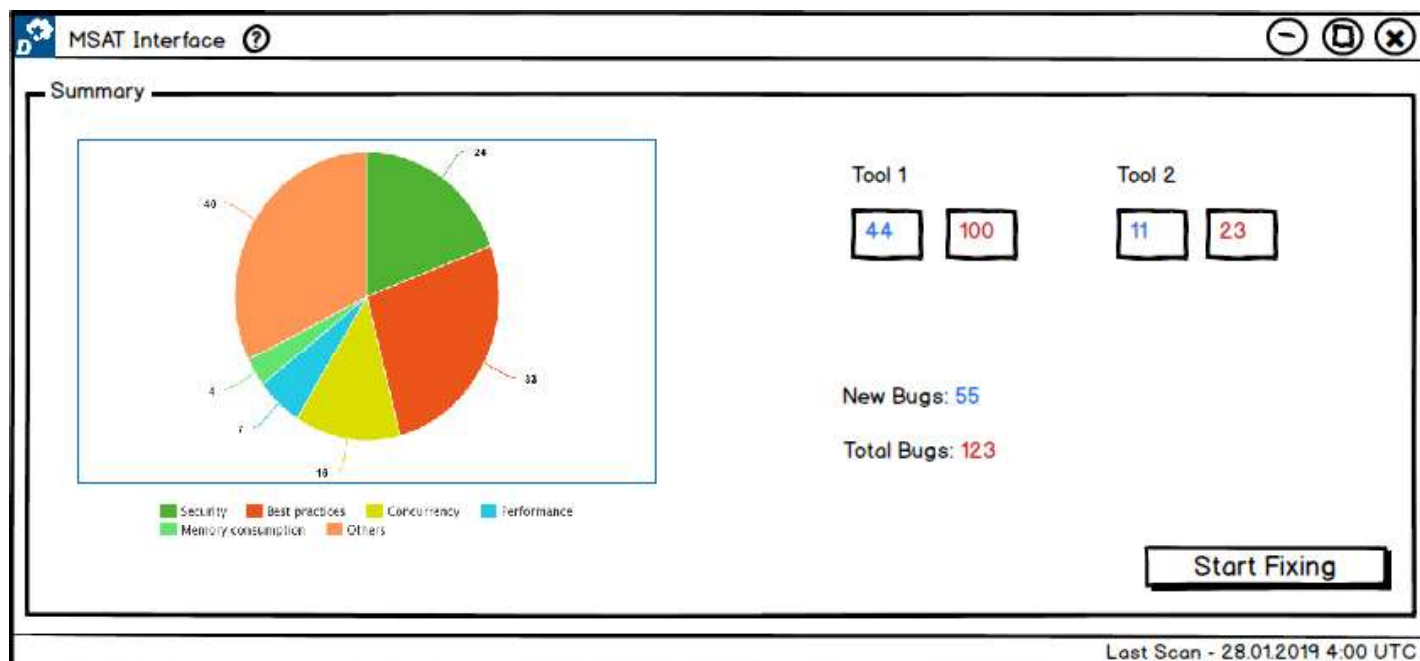 D
MSAT Interface ?
Summary
24
40
33
4
7
16
Security Best practices Concurrency Performance
Memory consumption Others
Tool 1 Tool 2
44 100 11 23
New Bugs: 55
Total Bugs: 123
Start Fixing
Last Scan - 28.01.2019 4:00 UTC